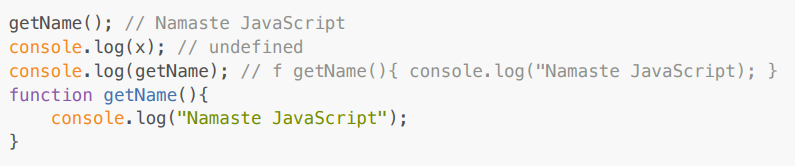 getName(); // Namaste JavaScript
console.log(x); // undefined
console.log(getName); // f getName(){ console.log("Namaste JavaScript); }
function getName(){
    console.log("Namaste JavaScript");
}